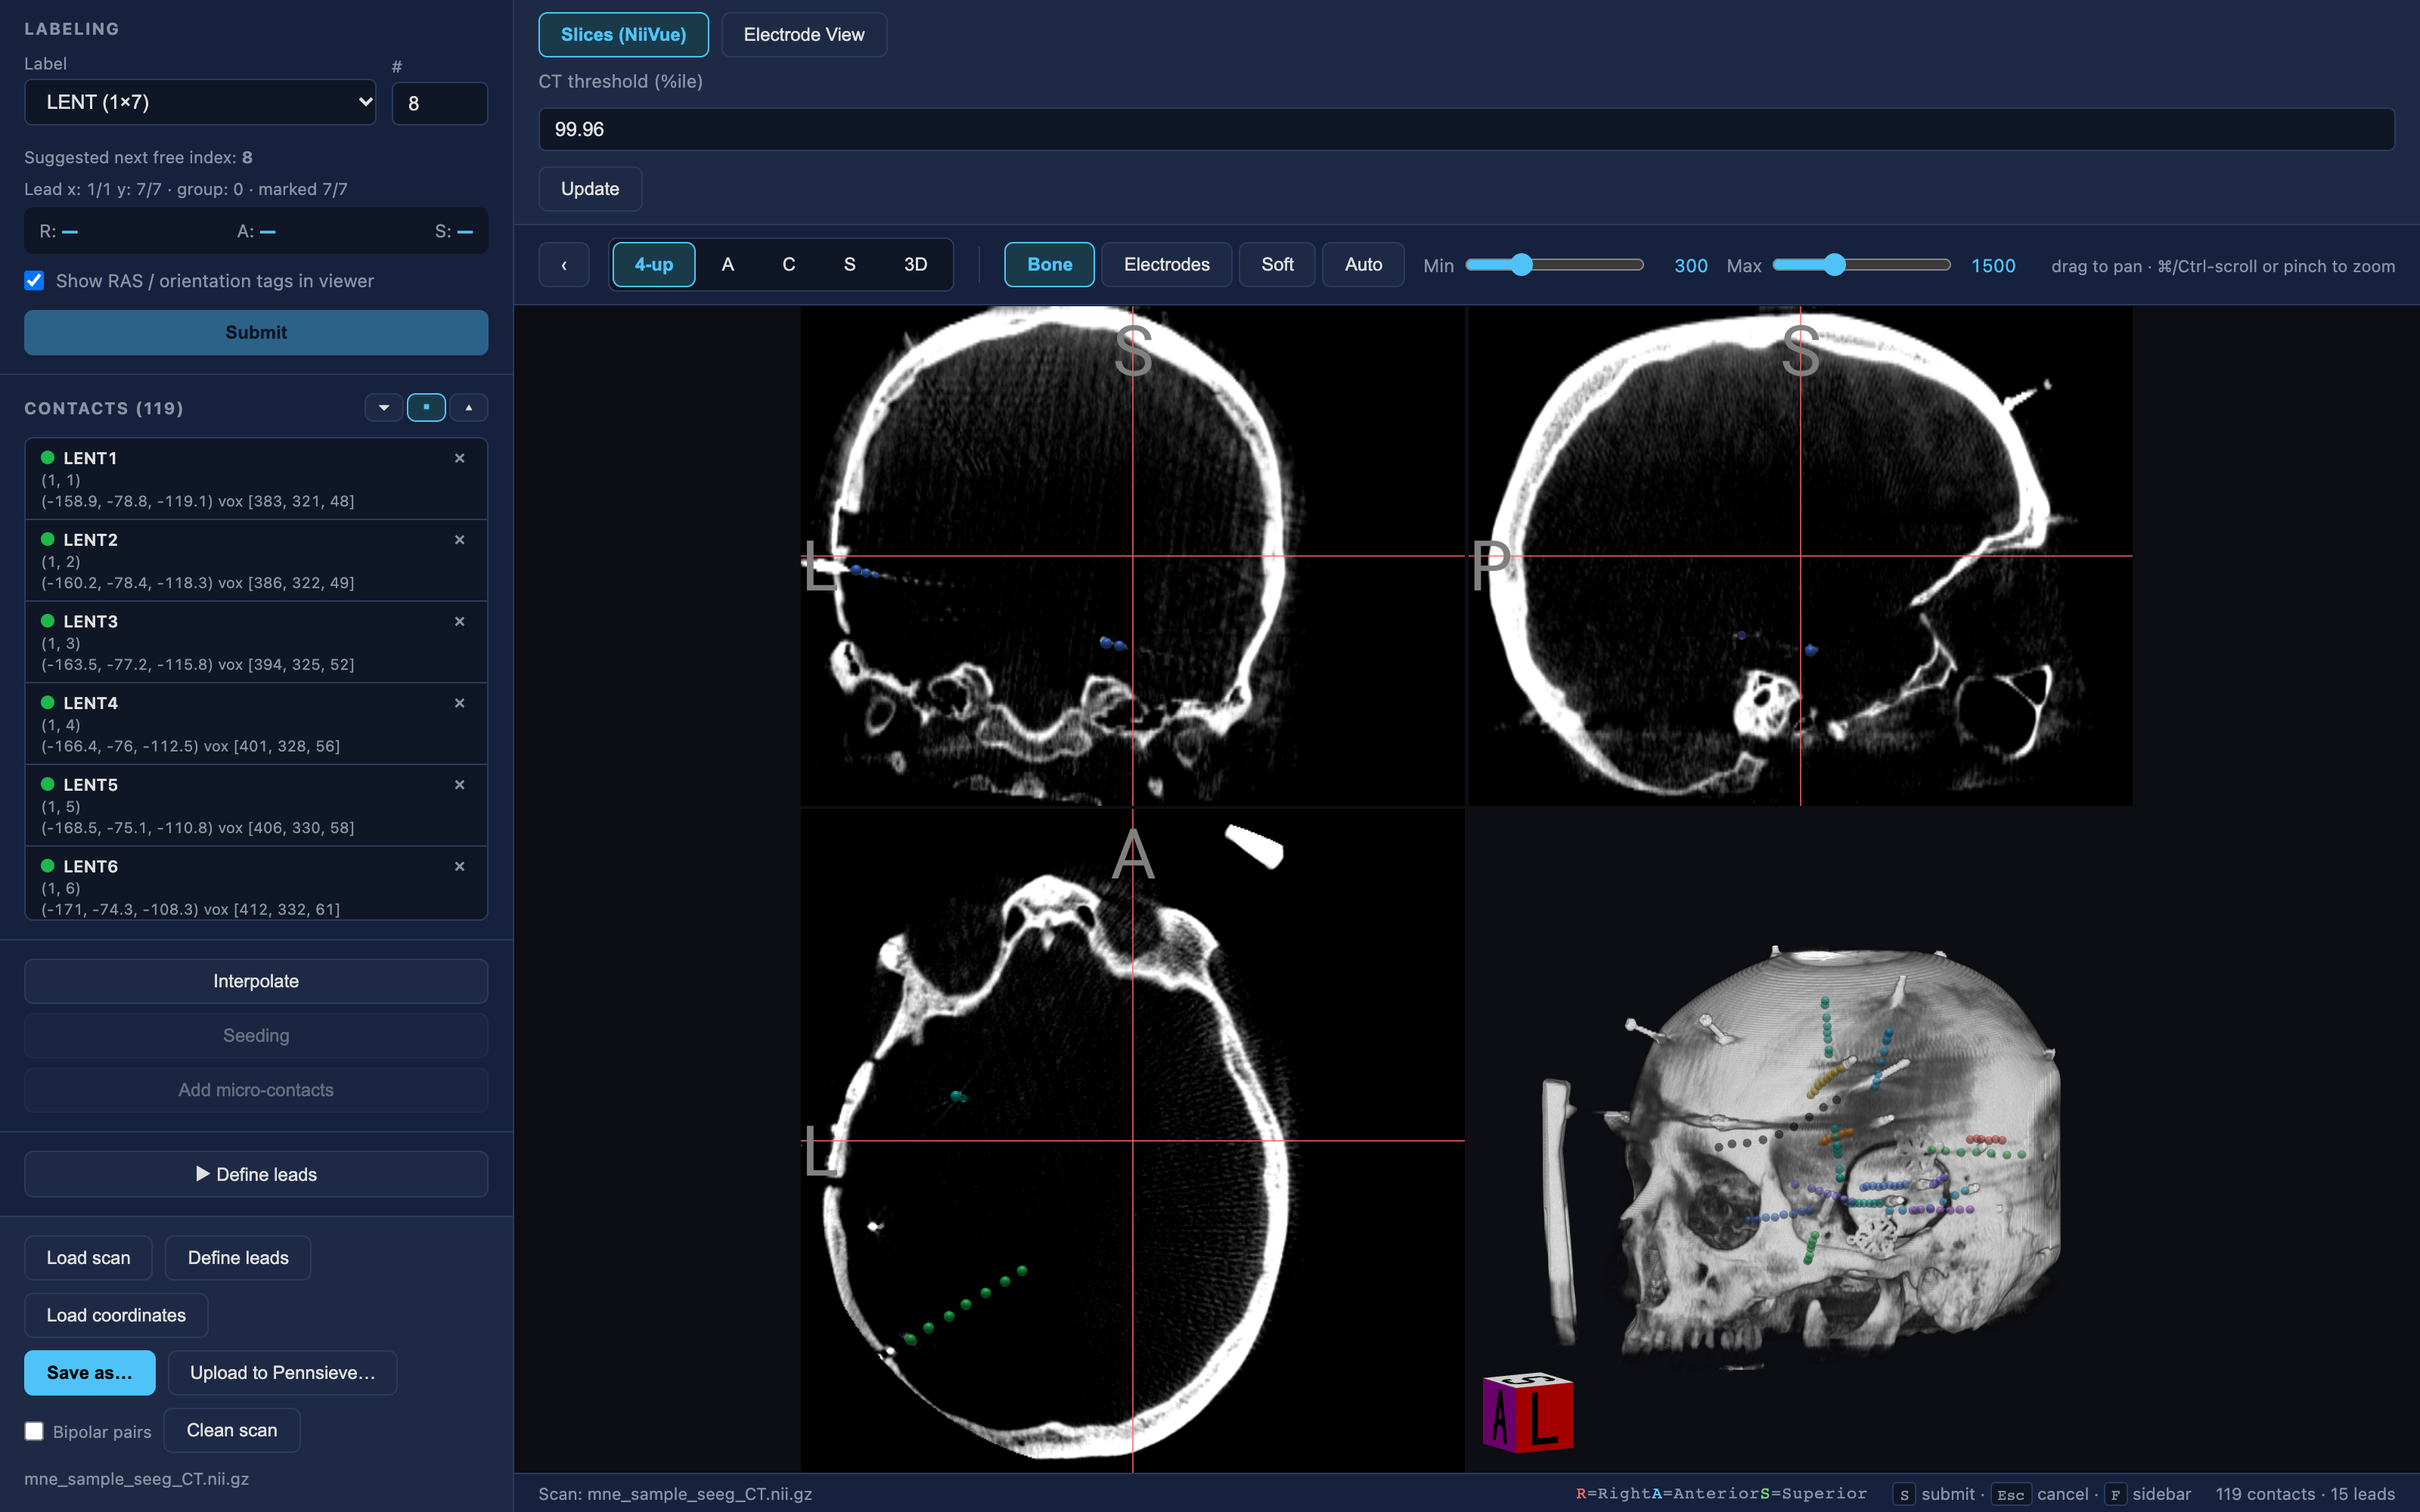 LABELING
Label
#
LENT (1×7)
8
Suggested next free index: 8
Lead x: 1/1 y: 7/7 · group: 0 · marked 7/7
R: — A: — S: —
Show RAS / orientation tags in viewer
Submit
CONTACTS (119)
LENT1 ×
(1, 1)
(-158.9, -78.8, -119.1) vox [383, 321, 48]
LENT2 ×
(1, 2)
(-160.2, -78.4, -118.3) vox [386, 322, 49]
LENT3 ×
(1, 3)
(-163.5, -77.2, -115.8) vox [394, 325, 52]
LENT4 ×
(1, 4)
(-166.4, -76, -112.5) vox [401, 328, 56]
LENT5 ×
(1, 5)
(-168.5, -75.1, -110.8) vox [406, 330, 58]
LENT6 ×
(1, 6)
(-171, -74.3, -108.3) vox [412, 332, 61]
Interpolate
Seeding
Add micro-contacts
▶ Define leads
Load scan Define leads
Load coordinates
Save as… Upload to Pennsieve…
Bipolar pairs Clean scan
mne_sample_seeg_CT.nii.gz
Slices (NiiVue) Electrode View
CT threshold (%ile)
99.96
Update
‹ 4-up A C S 3D Bone Electrodes Soft Auto Min 300 Max 1500 drag to pan · ⌘/Ctrl-scroll or pinch to zoom
S
L
S
P
A
L
S
A
L
Scan: mne_sample_seeg_CT.nii.gz
R=RightA=AnteriorS=Superior S submit · Esc cancel · F sidebar 119 contacts · 15 leads